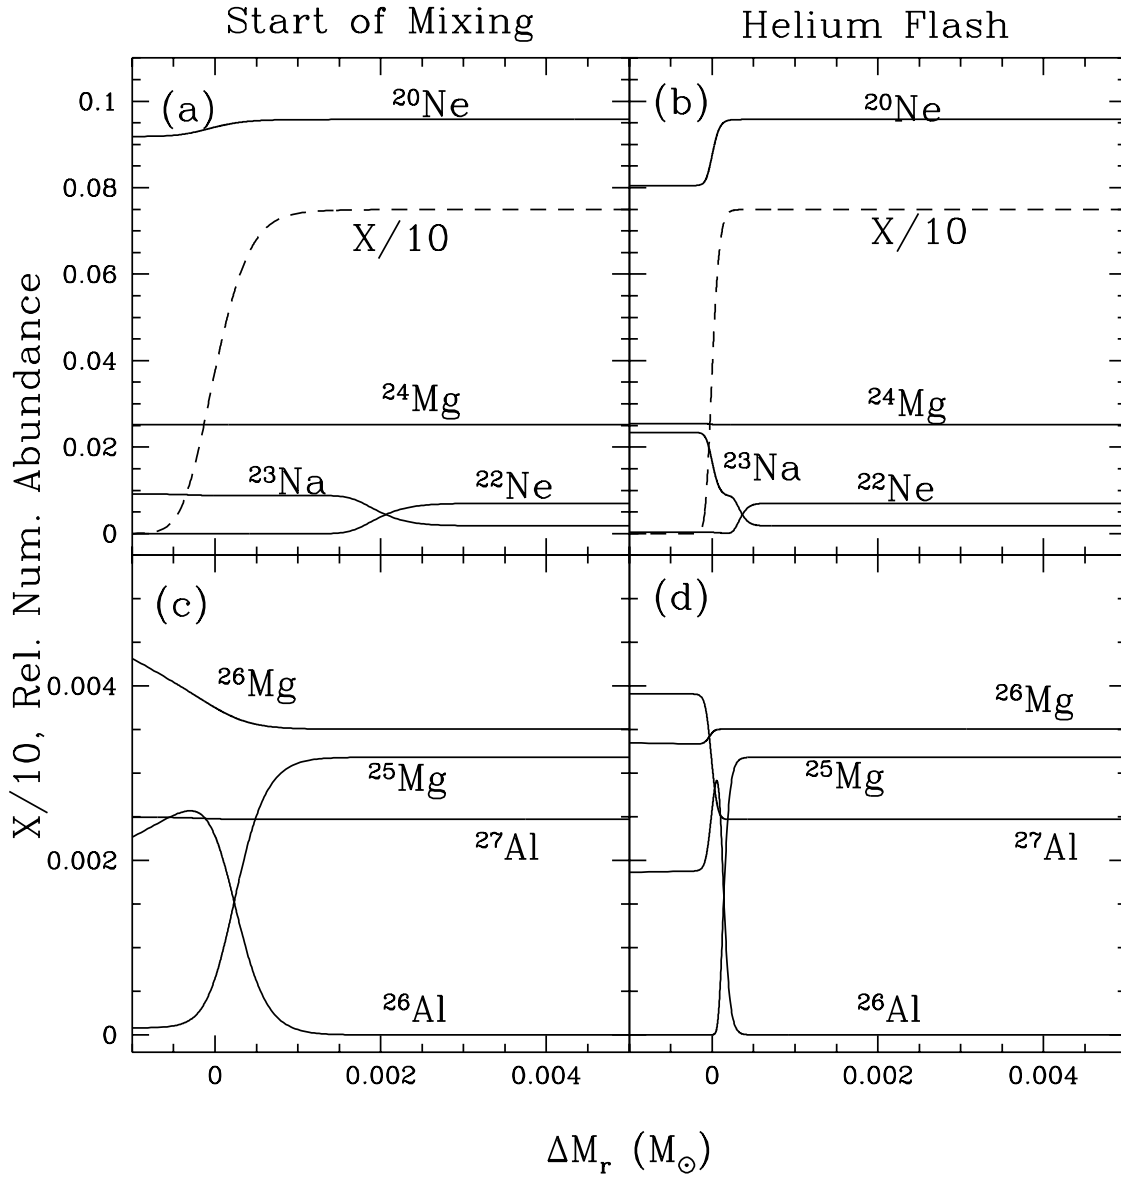 Start of Mixing
Helium Flash
X/10, Rel. Num. Abundance
(a)
0.1
0.08
0.06
0.04
0.02
0
²⁰Ne
X/10
²⁴Mg
²³Na
²²Ne
(b)
²⁰Ne
X/10
²⁴Mg
²³Na
²²Ne
(c)
0.004
0.002
0
²⁶Mg
²⁵Mg
²⁷Al
²⁶Al
(d)
²⁶Mg
²⁵Mg
²⁷Al
²⁶Al
0 0.002 0.004
0 0.002 0.004
ΔMᵣ (M☉)